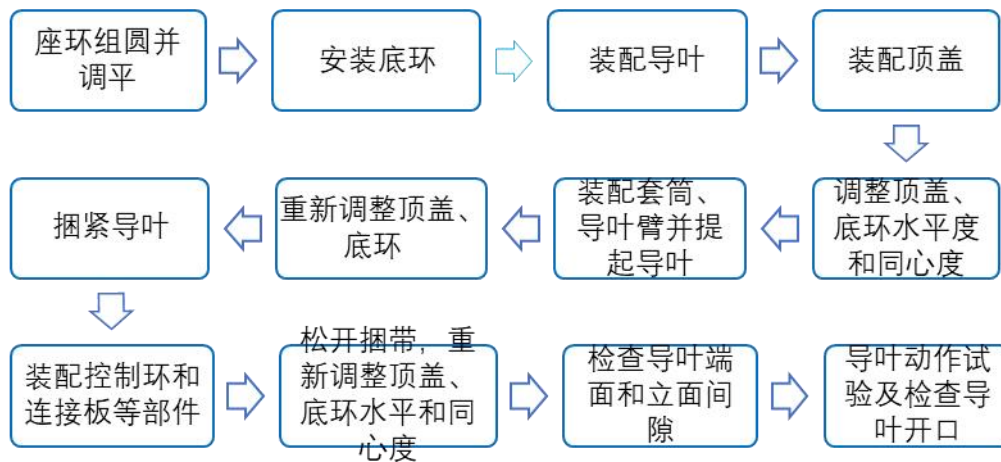 座环组圆并
调平
安装底环
装配导叶
装配顶盖
调整顶盖、
底环水平度
和同心度
装配套筒、
导叶臂并提
起导叶
重新调整顶盖、
底环
捆紧导叶
装配控制环和
连接板等部件
松开捆带，重
新调整顶盖、
底环水平和同
心度
检查导叶端
面和立面间
隙
导叶动作试
验及检查导
叶开口